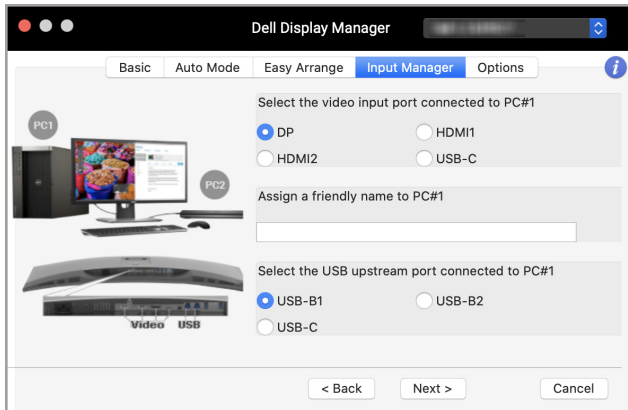 Dell Display Manager
Basic Auto Mode Easy Arrange Input Manager Options
i
Select the video input port connected to PC#1
DP HDMI1
HDMI2 USB-C
PC1
PC2
Assign a friendly name to PC#1
Select the USB upstream port connected to PC#1
USB-B1 USB-B2
USB-C
Video USB
< Back Next > Cancel